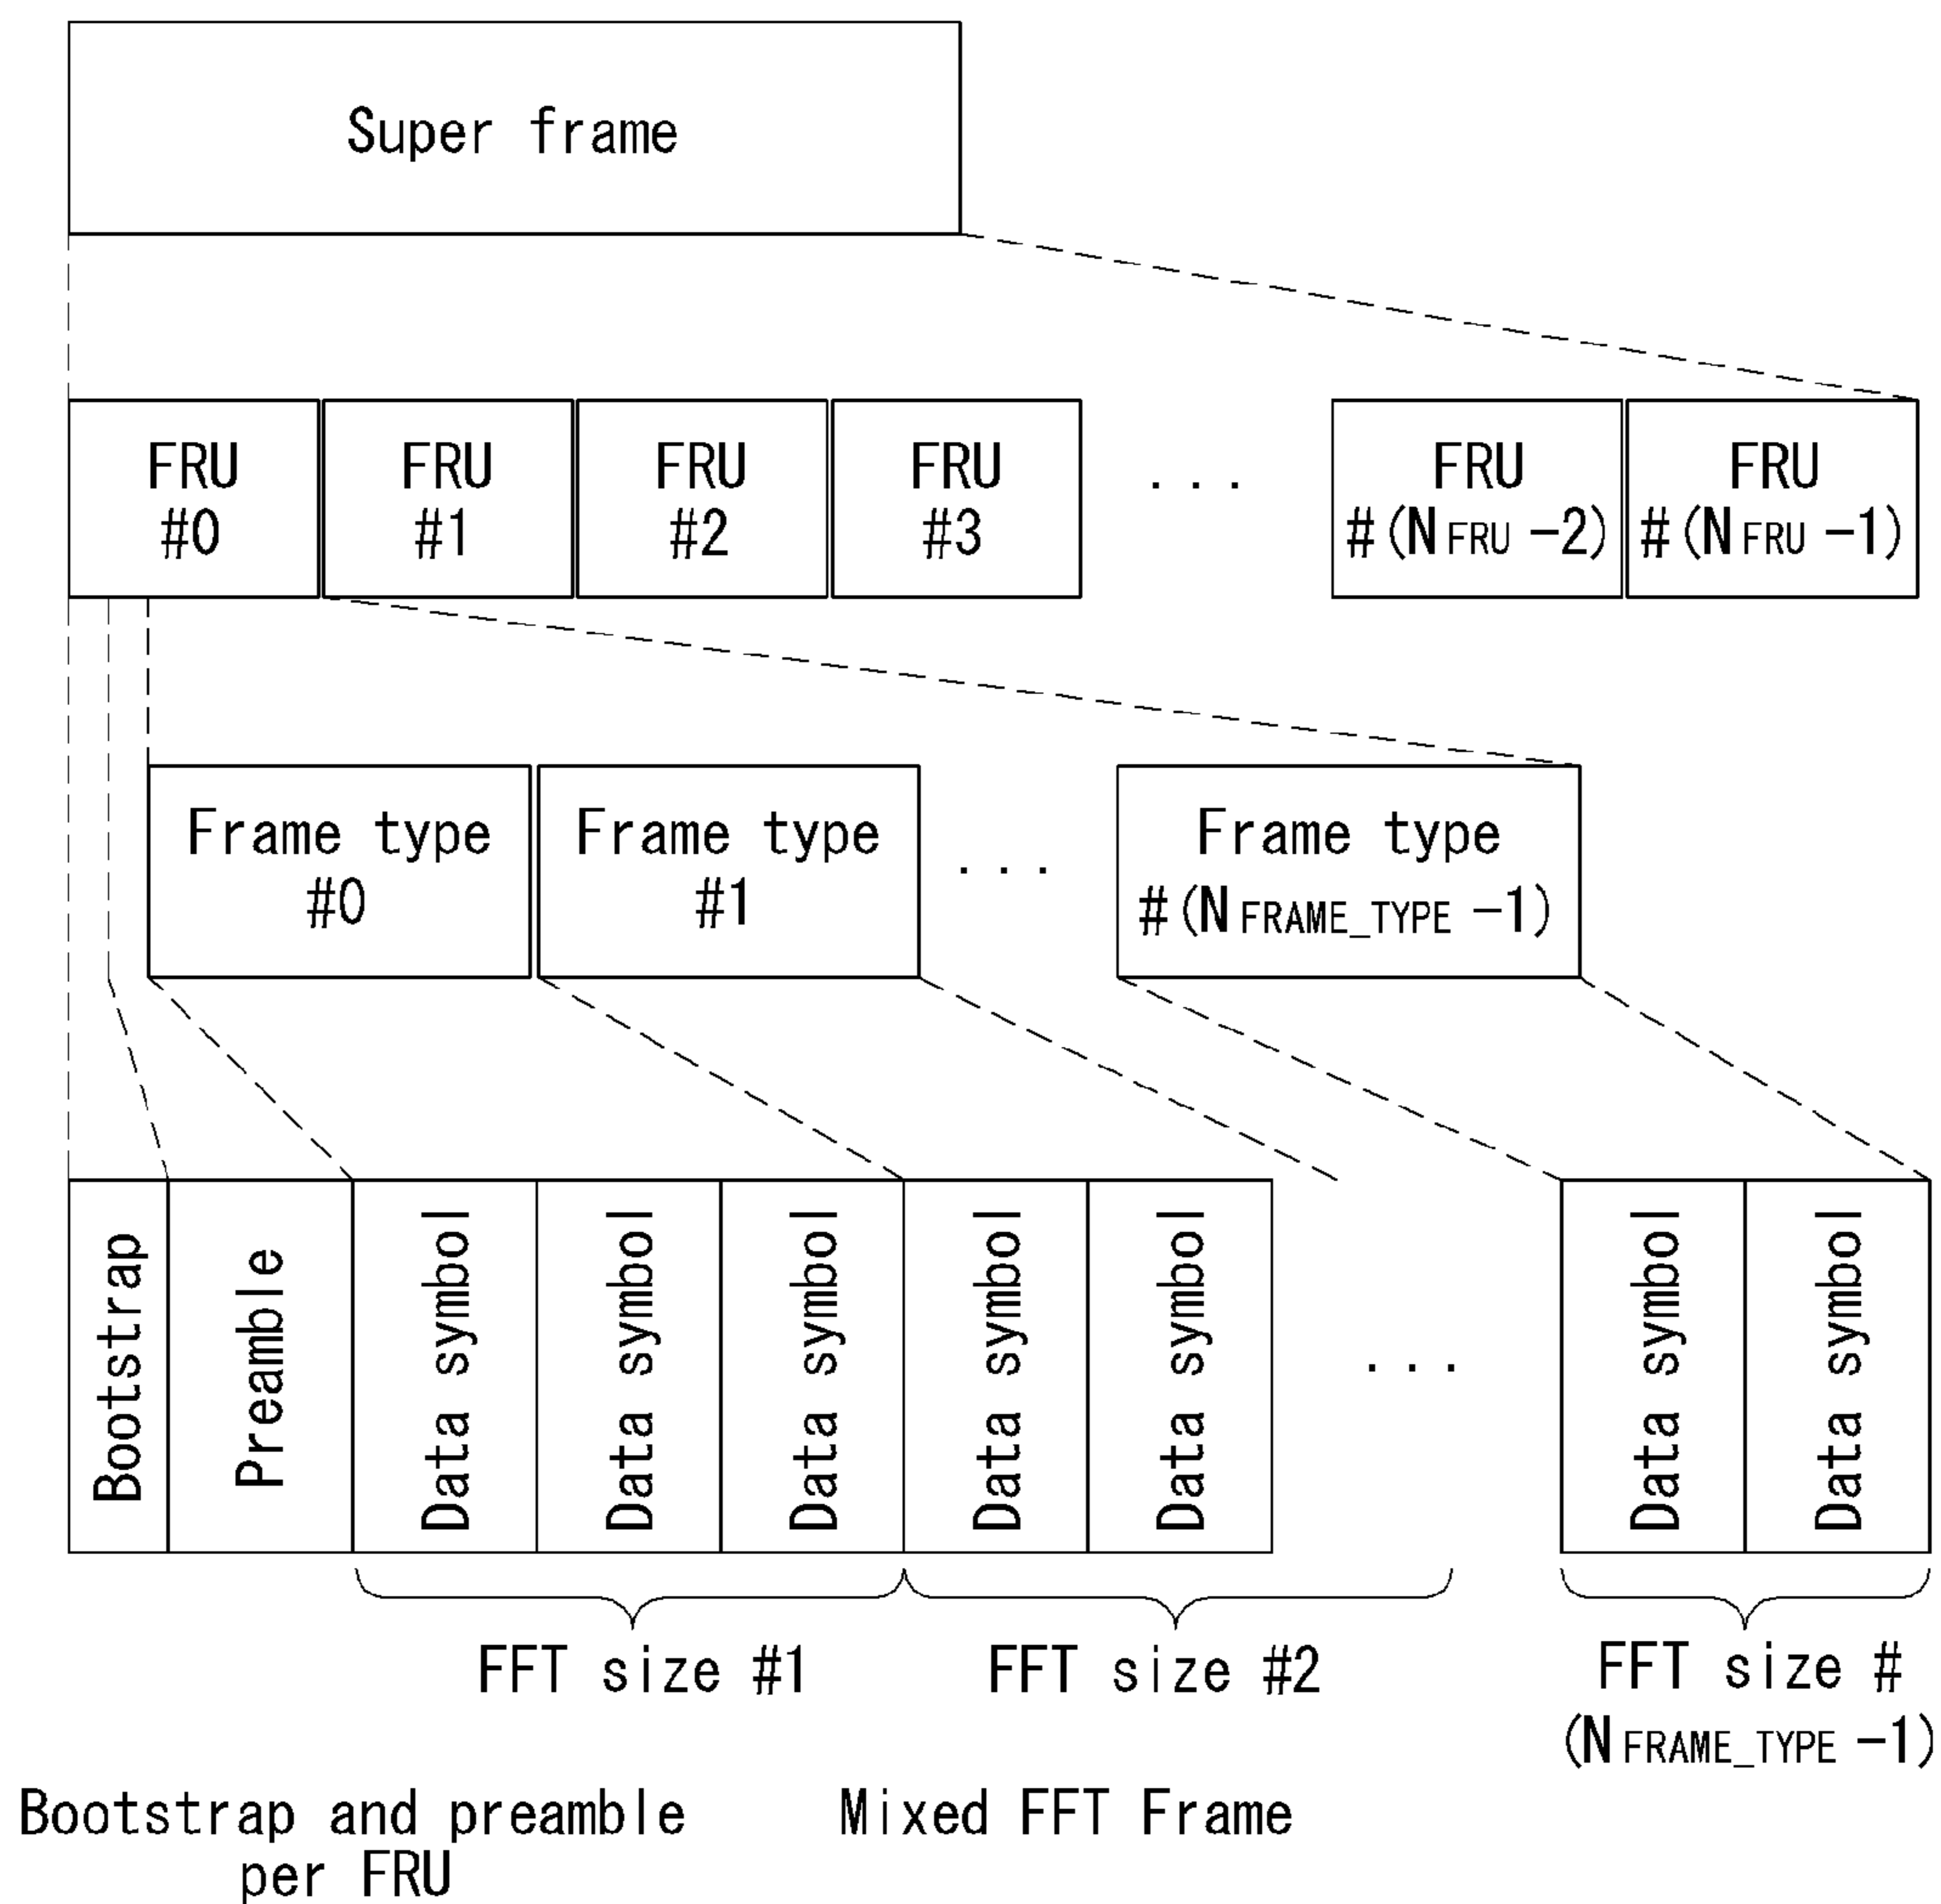 Super frame
FRU
#0
FRU
#1
FRU
#2
FRU
#3
...
FRU
#(NFRU -2)
FRU
#(NFRU -1)
Frame type
#0
Frame type
#1
...
Frame type
#(NFRAME_TYPE -1)
Bootstrap
Preamble
Data symbol
Data symbol
Data symbol
Data symbol
Data symbol
...
Data symbol
Data symbol
FFT size #1
FFT size #2
FFT size #
(NFRAME_TYPE -1)
Bootstrap and preamble
per FRU
Mixed FFT Frame